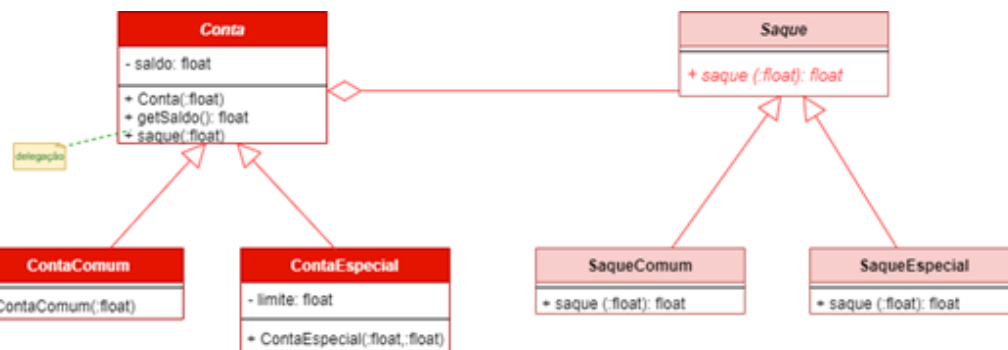 Conta
- saldo: float
+ Conta(:float)
+ getSaldo(): float
+ saque(:float)
delegação
Saque
+ saque (:float): float
ContaComum
ContaComum(:float)
ContaEspecial
- limite: float
+ ContaEspecial(:float,:float)
SaqueComum
+ saque (:float): float
SaqueEspecial
+ saque (:float): float